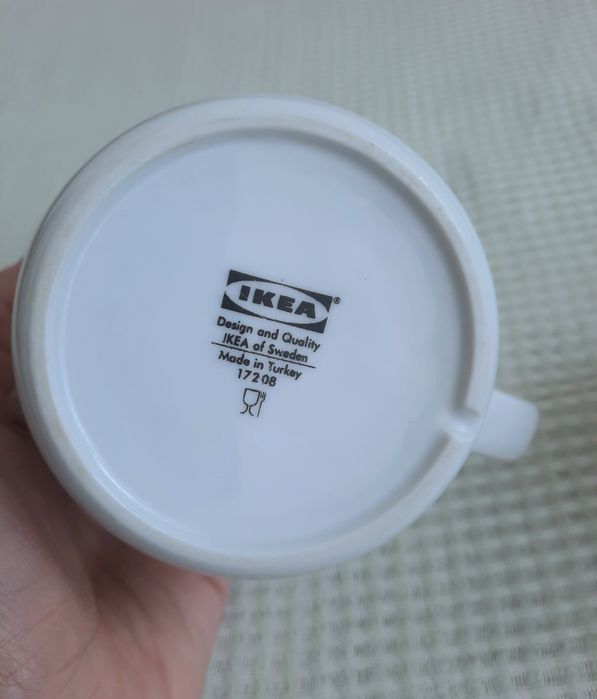 IKEA®
Design and Quality
IKEA of Sweden
Made in Turkey
17208